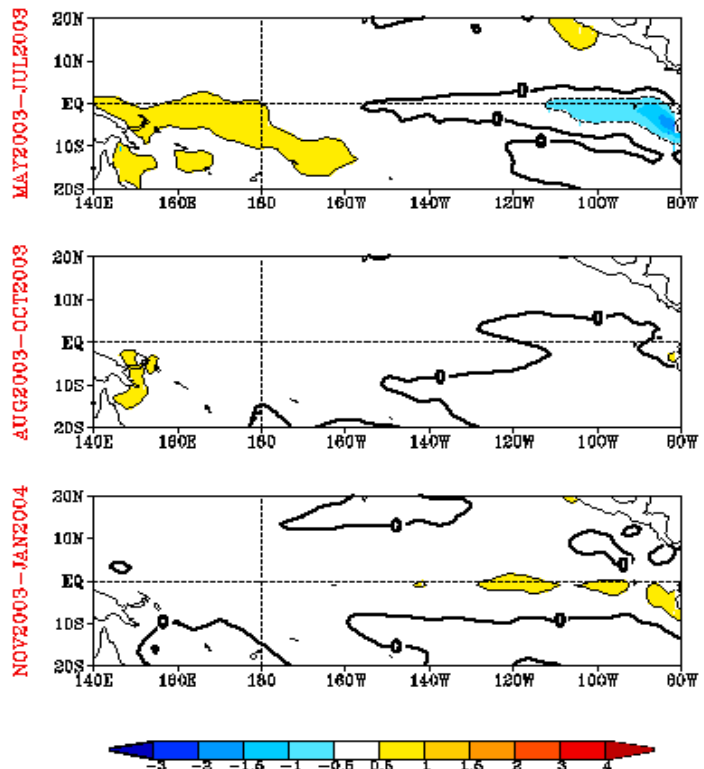 MAY2003-JUL2003
20N
0
10N
EQ
0
0
10S
20S
140E 160E 180 160W 140W 120W 100W 80W
AUG2003-OCT2003
20N
10N
0
EQ
0
10S
20S
140E 160E 180 160W 140W 120W 100W 80W
NOV2003-JAN2004
20N
0
10N
0
EQ
0 0
10S
0
20S
140E 160E 180 160W 140W 120W 100W 80W
-3 -2 -1.5 -1 -0.5 0.5 1 1.5 2 3 4